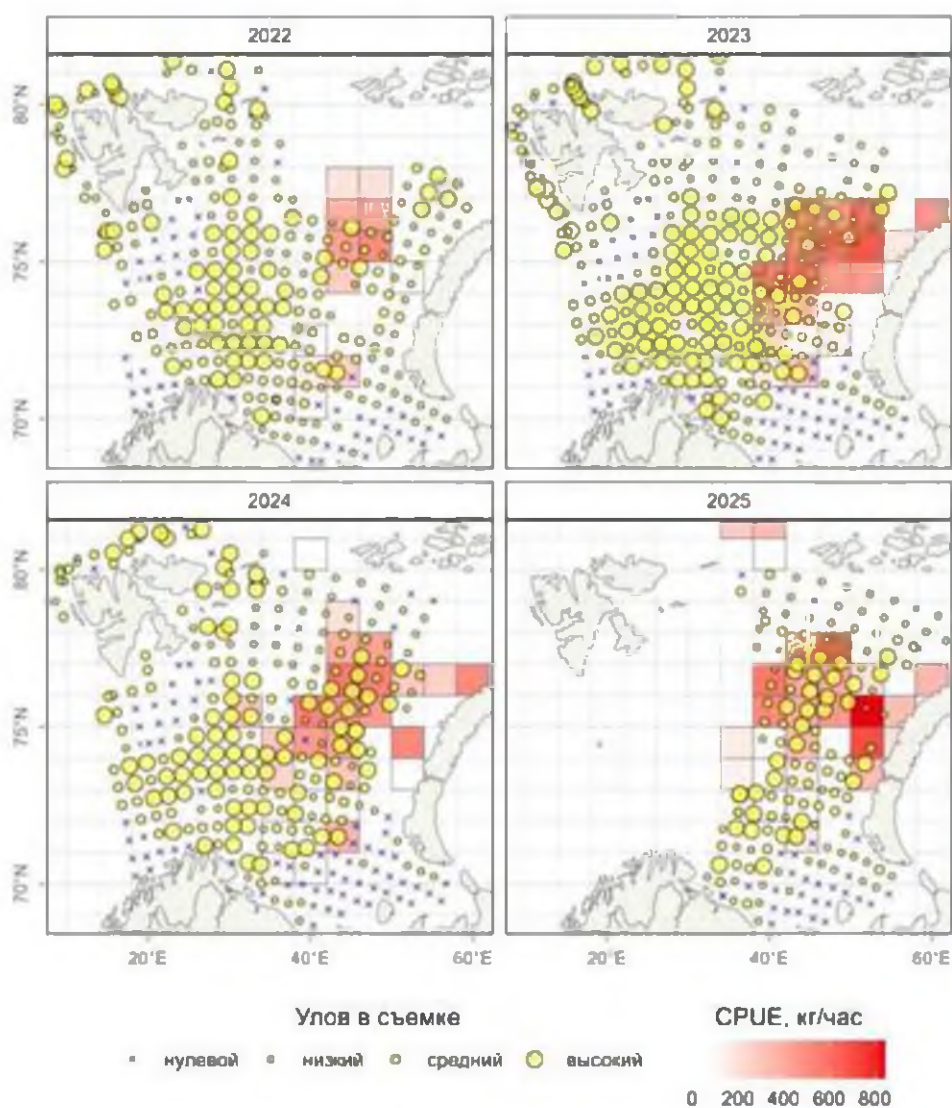 2022
2023
80°N
75°N
70°N
2024
2025
80°N
75°N
70°N
20°E
40°E
60°E
20°E
40°E
60°E
Улов в съемке
CPUE, кг/час
нулевой
низкий
средний
высокий
0 200 400 600 800